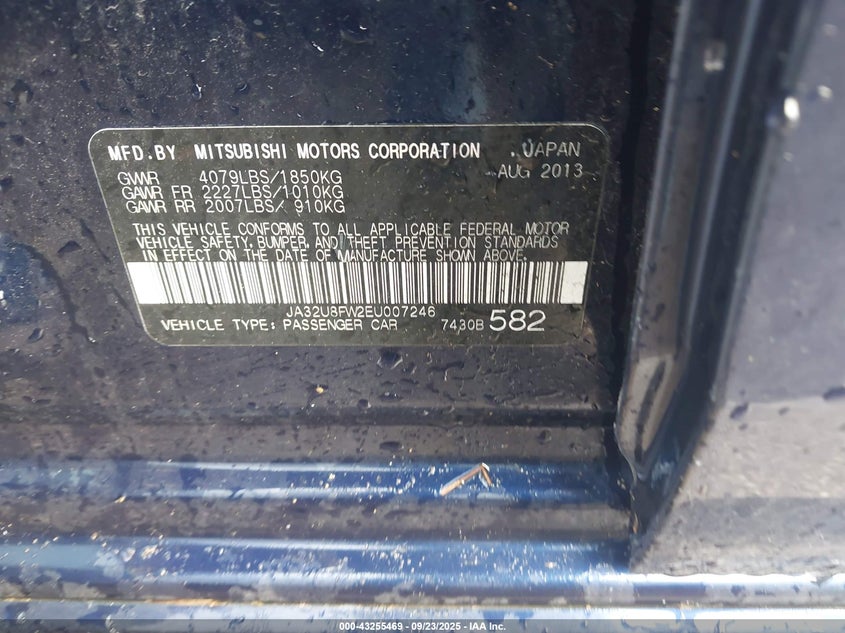 MFD.BY MITSUBISHI MOTORS CORPORATION .JAPAN
GVWR 4079LBS/1850KG AUG 2013
GAWR FR 2227LBS/1010KG
GAWR RR 2007LBS/ 910KG
THIS VEHICLE CONFORMS TO ALL APPLICABLE FEDERAL MOTOR
VEHICLE SAFETY, BUMPER, AND THEFT PREVENTION STANDARDS
IN EFFECT ON THE DATE OF MANUFACTURE SHOWN ABOVE.
JA32U8FW2EU007246
VEHICLE TYPE: PASSENGER CAR 7430B 582
000-43255469 - 09/23/2025 - IAA Inc.